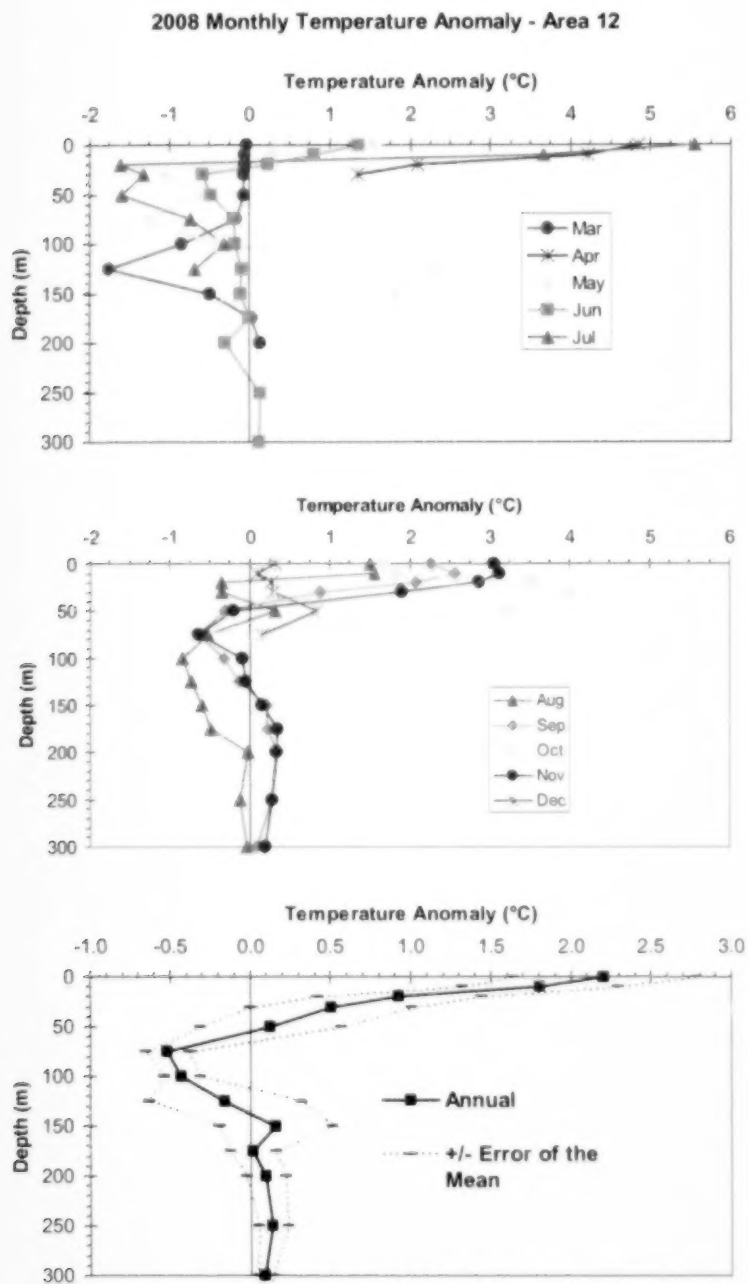 2008 Monthly Temperature Anomaly - Area 12
Temperature Anomaly (°C)
-2 -1 0 1 2 3 4 5 6
Depth (m)
0
50
100
150
200
250
300
Mar
Apr
May
Jun
Jul
Temperature Anomaly (°C)
-2 -1 0 1 2 3 4 5 6
Depth (m)
0
50
100
150
200
250
300
Aug
Sep
Oct
Nov
Dec
Temperature Anomaly (°C)
-1.0 -0.5 0.0 0.5 1.0 1.5 2.0 2.5 3.0
Depth (m)
0
50
100
150
200
250
300
Annual
+/- Error of the
Mean